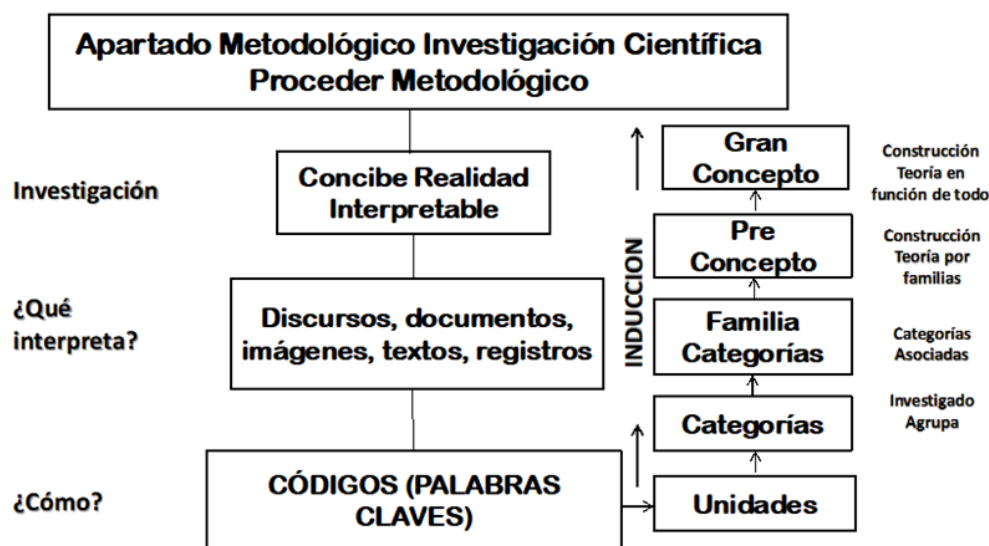 Apartado Metodológico Investigación Científica
Proceder Metodológico
Investigación
Concibe Realidad
Interpretable
¿Qué
interpreta?
Discursos, documentos,
imágenes, textos, registros
¿Cómo?
CÓDIGOS (PALABRAS
CLAVES)
INDUCCION
Gran
Concepto
Construcción
Teoría en
función de todo
Pre
Concepto
Construcción
Teoría por
familias
Familia
Categorías
Categorías
Asociadas
Categorías
Investigado
Agrupa
Unidades